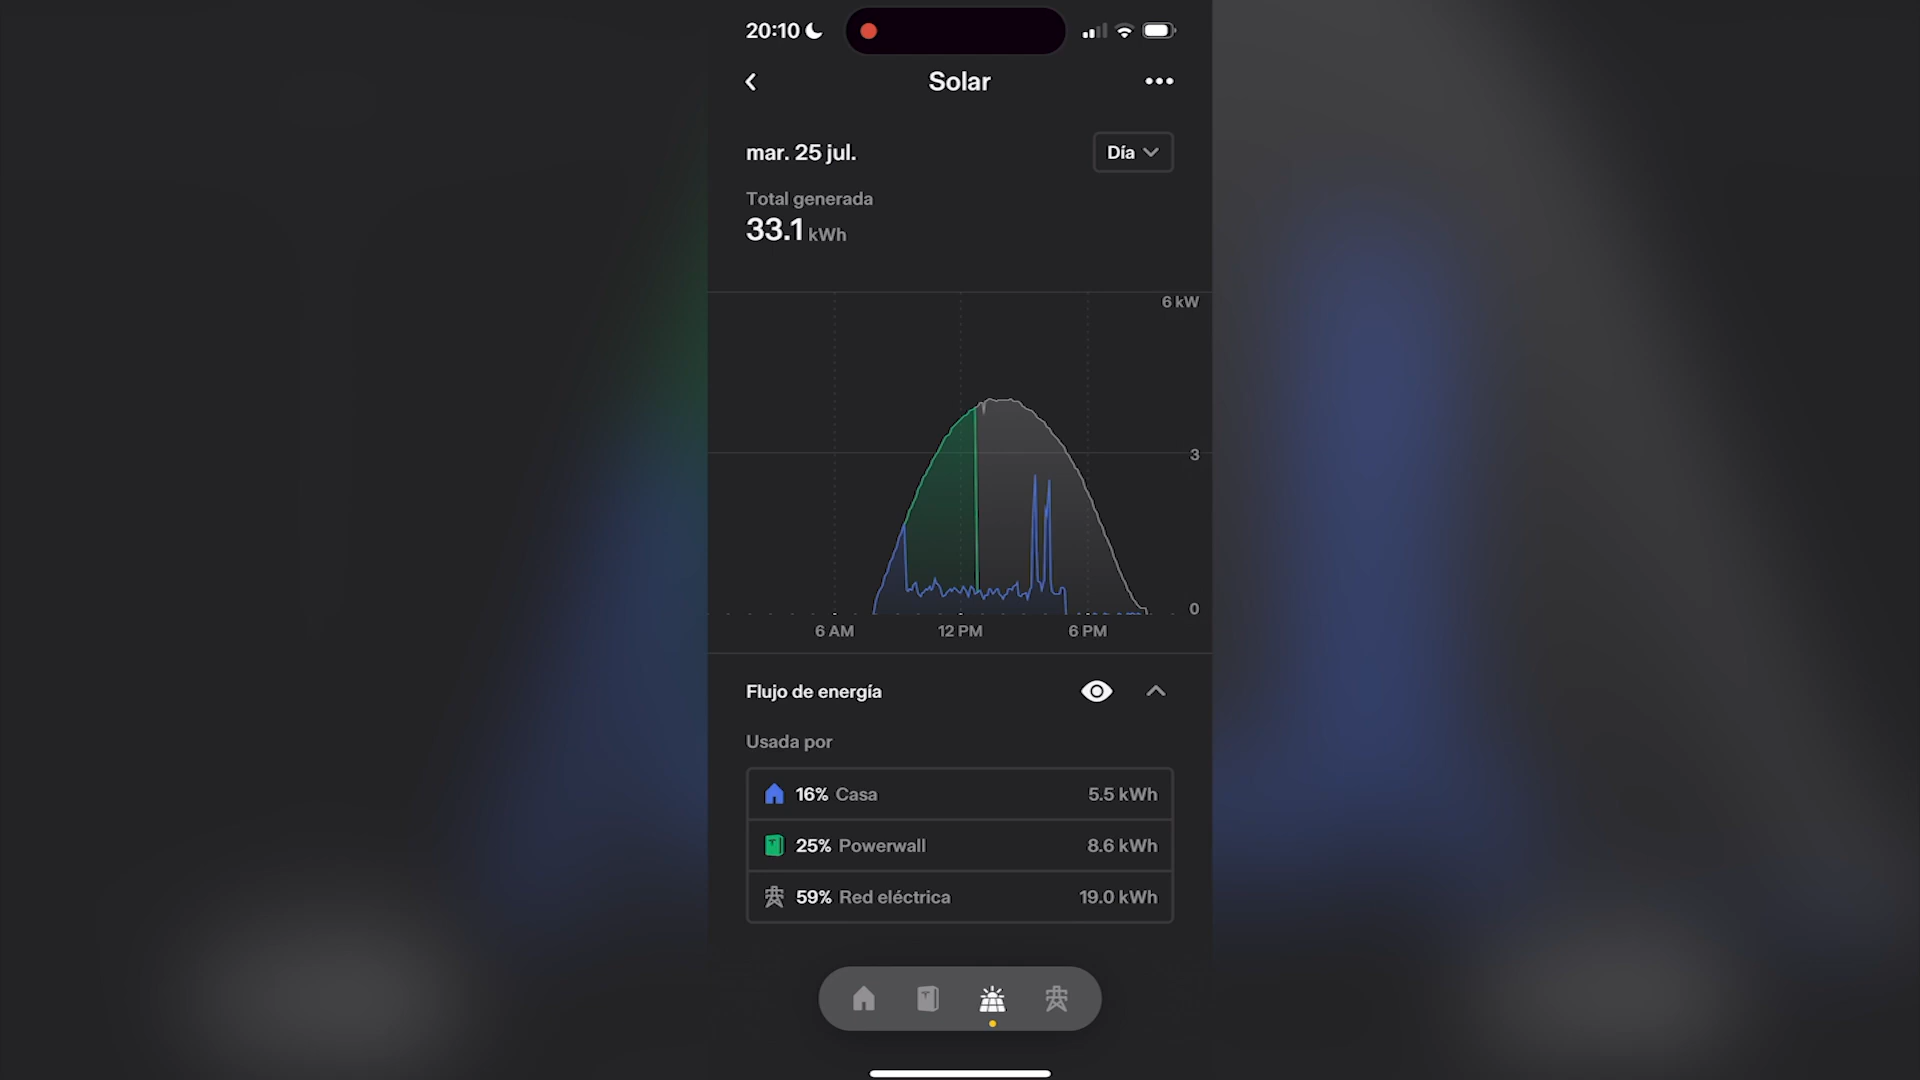 20:10
Solar
mar. 25 jul.
Día
Total generada
33.1 kWh
6 kW
3
0
6 AM 12 PM 6 PM
Flujo de energía
Usada por
16% Casa 5.5 kWh
25% Powerwall 8.6 kWh
59% Red eléctrica 19.0 kWh